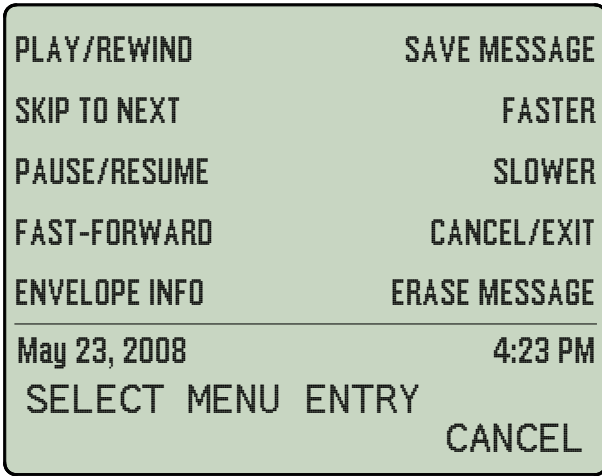 PLAY/REWIND SAVE MESSAGE
SKIP TO NEXT FASTER
PAUSE/RESUME SLOWER
FAST-FORWARD CANCEL/EXIT
ENVELOPE INFO ERASE MESSAGE
May 23, 2008 4:23 PM
SELECT MENU ENTRY
CANCEL